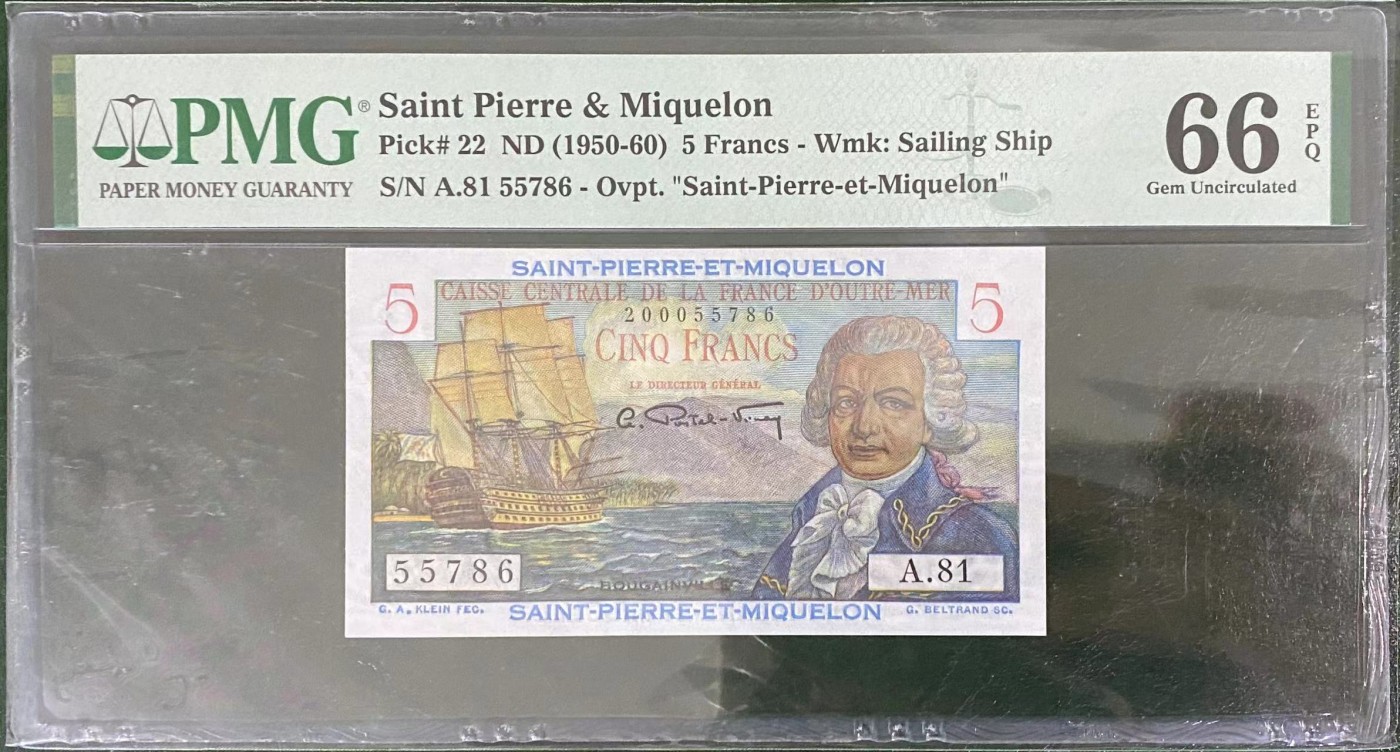 PMG®
PAPER MONEY GUARANTY
Saint Pierre & Miquelon
Pick# 22 ND (1950-60) 5 Francs - Wmk: Sailing Ship
S/N A.81 55786 - Ovpt. "Saint-Pierre-et-Miquelon"
66
EPQ
Gem Uncirculated
SAINT-PIERRE-ET-MIQUELON
5 CAISSE CENTRALE DE LA FRANCE D'OUTRE-MER 5
200055786
CINQ FRANCS
LE DIRECTEUR GÉNÉRAL
A. Postel-Vinay
55786
BOUGAINVILLE
A.81
G. A. KLEIN FEC.
SAINT-PIERRE-ET-MIQUELON
G. BELTRAND SC.